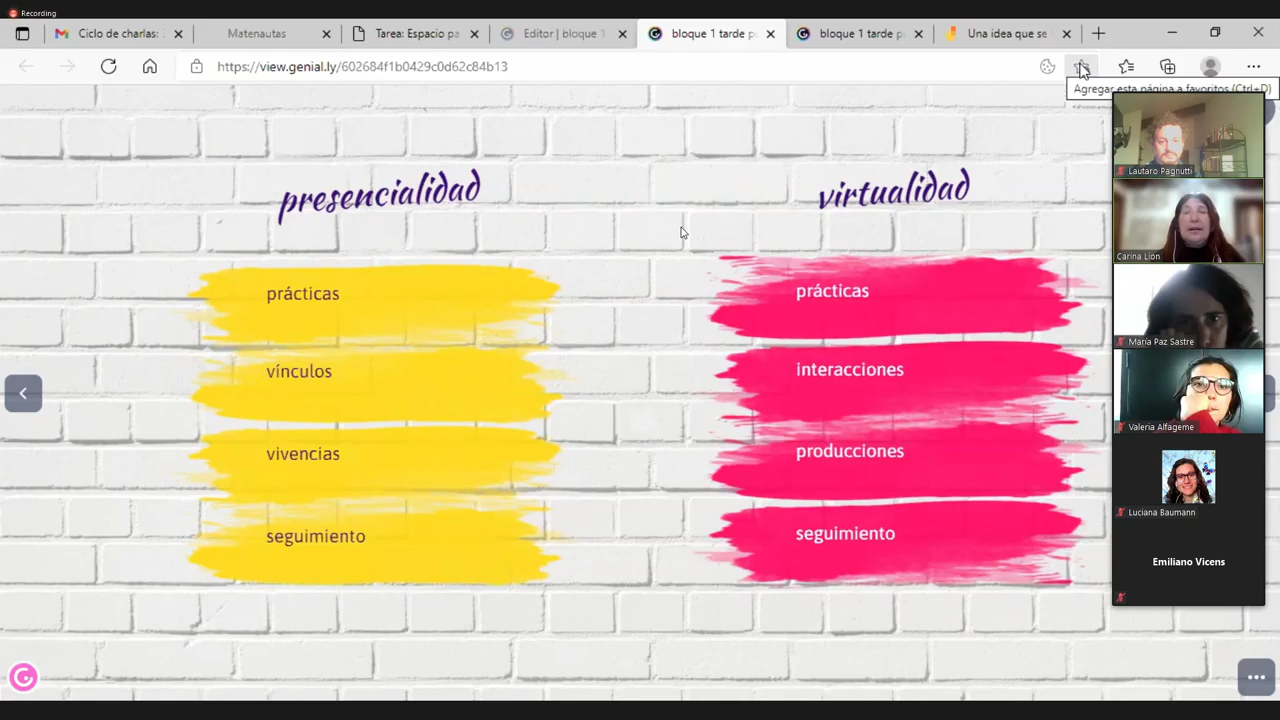 Recording
Ciclo de charlas:
Matenautas
Tarea: Espacio pa
Editor | bloque 1
bloque 1 tarde p
bloque 1 tarde p
Una idea que se
https://view.genial.ly/602684f1b0429c0d62c84b13
Agregar esta página a favoritos (Ctrl+D)
presencialidad
virtualidad
prácticas
vínculos
vivencias
seguimiento
prácticas
interacciones
producciones
seguimiento
Lautaro Pagnutti
Carina Lion
María Paz Sastre
Valeria Alfageme
Luciana Baumann
Emiliano Vicens